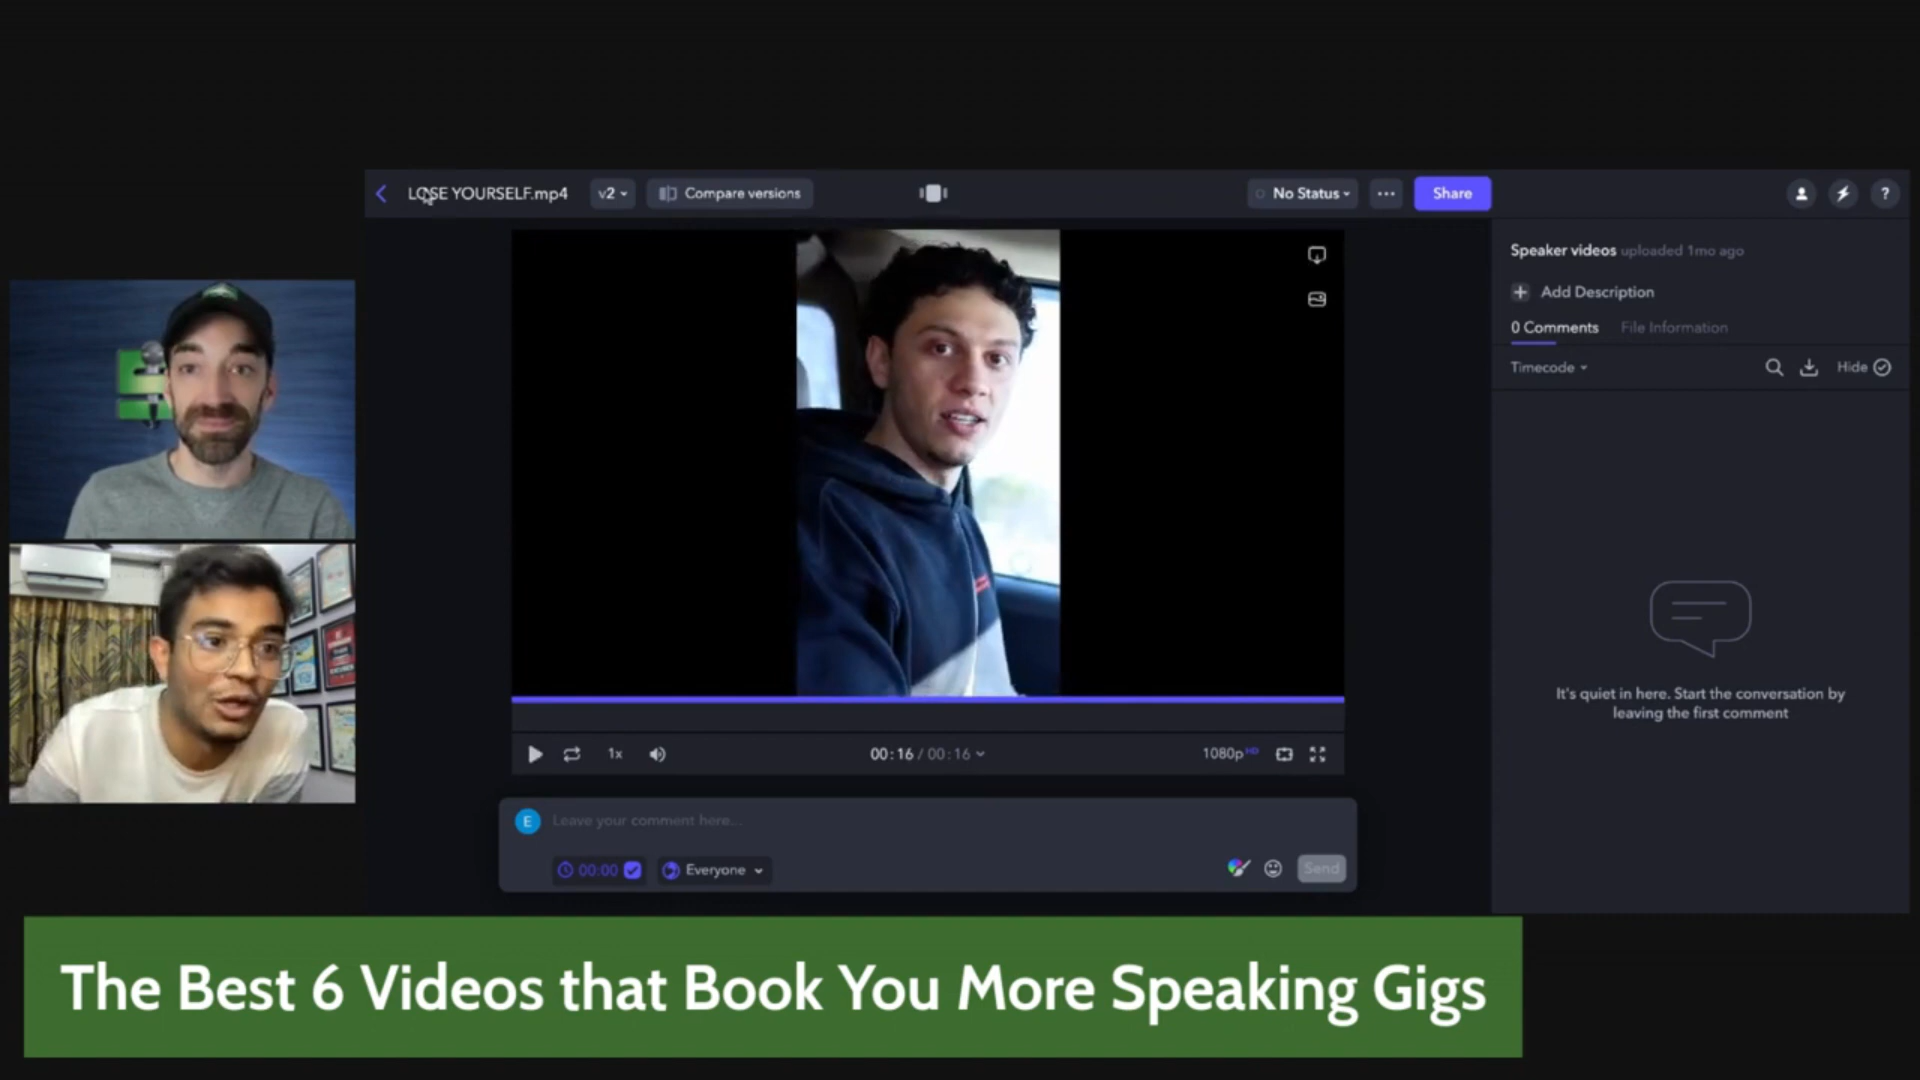 LOSE YOURSELF.mp4
v2
Compare versions
No Status
Share
?
Speaker videos uploaded 1mo ago
Add Description
0 Comments
File Information
Timecode
Hide
It's quiet in here. Start the conversation by
leaving the first comment
1x
00:16 / 00:16
1080p HD
E
Leave your comment here...
00:00
Everyone
Send
The Best 6 Videos that Book You More Speaking Gigs